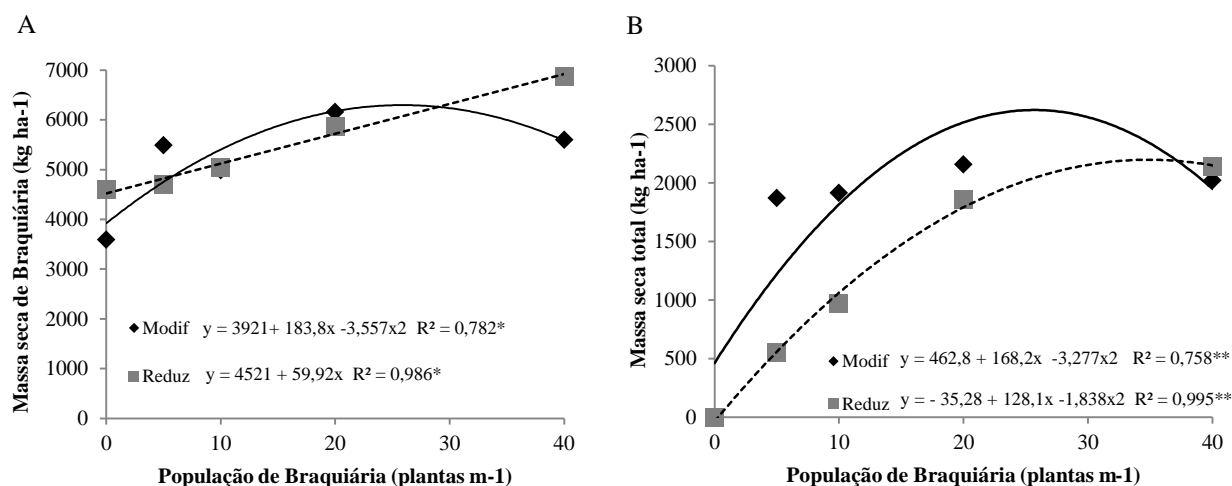 A
Massa seca de Braquiária (kg ha-1)
7000
6000
5000
4000
3000
2000
1000
0
Modif y = 3921+ 183,8x -3,557x2 R² = 0,782*
Reduz y = 4521 + 59,92x R² = 0,986*
0 10 20 30 40
População de Braquiária (plantas m-1)
B
Massa seca total (kg ha-1)
3000
2500
2000
1500
1000
500
0
Modif y = 462,8 + 168,2x -3,277x2 R² = 0,758**
Reduz y = - 35,28 + 128,1x -1,838x2 R² = 0,995**
0 10 20 30 40
População de Braquiária (plantas m-1)